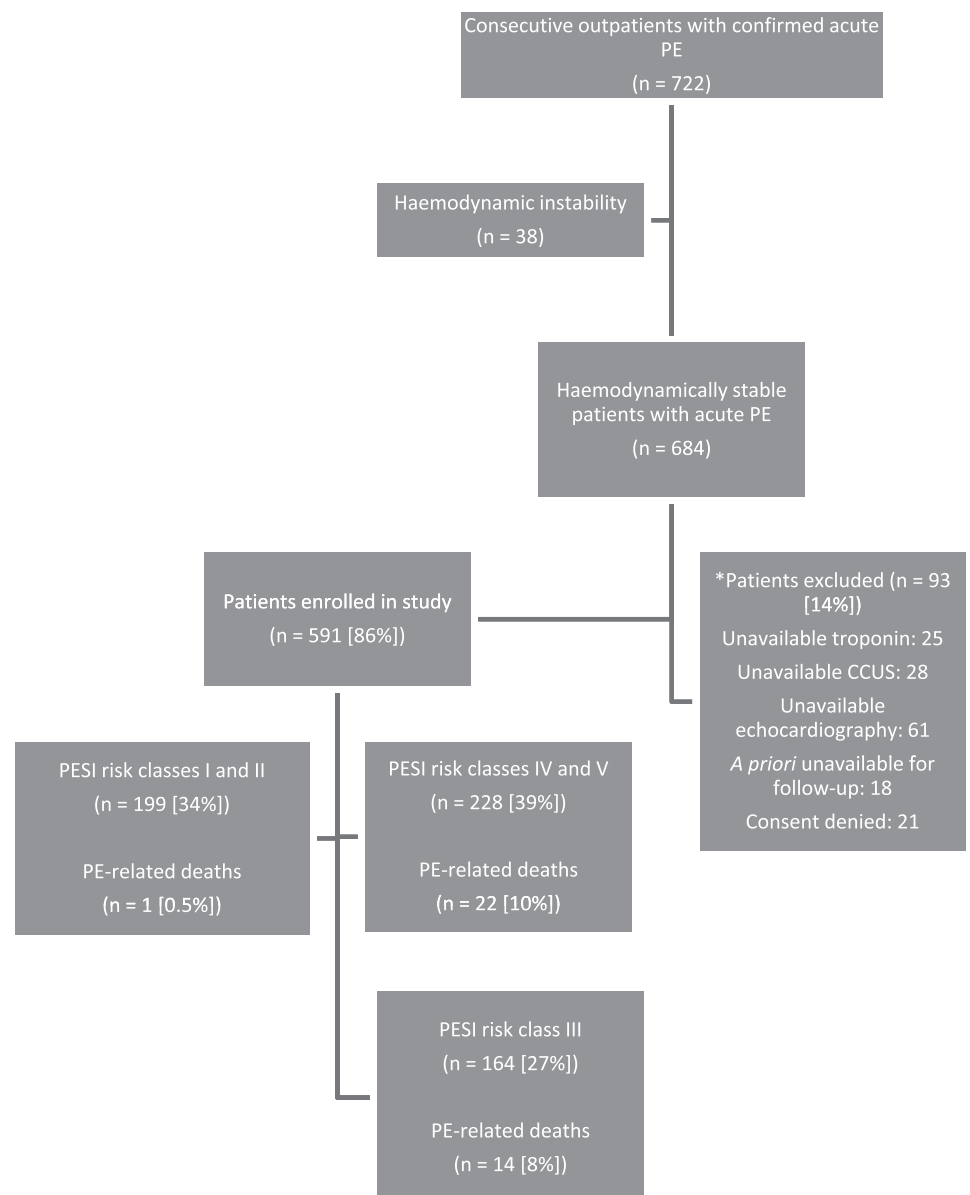 Consecutive outpatients with confirmed acute
PE
(n = 722)
Haemodynamic instability
(n = 38)
Haemodynamically stable
patients with acute PE
(n = 684)
Patients enrolled in study
(n = 591 [86%])
*Patients excluded (n = 93
[14%])
Unavailable troponin: 25
Unavailable CCUS: 28
Unavailable
echocardiography: 61
A priori unavailable for
follow-up: 18
Consent denied: 21
PESI risk classes I and II
(n = 199 [34%])
PE-related deaths
(n = 1 [0.5%])
PESI risk classes IV and V
(n = 228 [39%])
PE-related deaths
(n = 22 [10%])
PESI risk class III
(n = 164 [27%])
PE-related deaths
(n = 14 [8%])